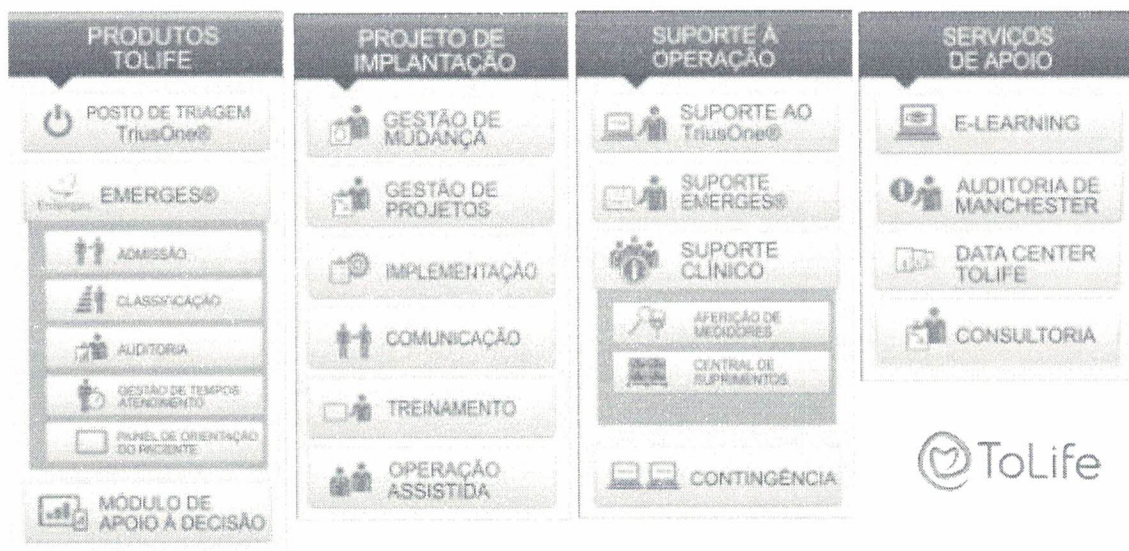 PRODUTOS
TOLIFE
POSTO DE TRIAGEM
TriusOne®
Emerges
EMERGES®
ADMISSÃO
CLASSIFICAÇÃO
AUDITORIA
GESTÃO DE TEMPOS
ATENDIMENTO
PAINEL DE ORIENTAÇÃO
DO PACIENTE
MÓDULO DE
APOIO À DECISÃO
PROJETO DE
IMPLANTAÇÃO
GESTÃO DE
MUDANÇA
GESTÃO DE
PROJETOS
IMPLEMENTAÇÃO
COMUNICAÇÃO
TREINAMENTO
OPERAÇÃO
ASSISTIDA
SUPORTE À
OPERAÇÃO
SUPORTE AO
TriusOne®
SUPORTE
EMERGES®
SUPORTE
CLÍNICO
AFERIÇÃO DE
MEDIDORES
CENTRAL DE
SUPRIMENTOS
CONTINGÊNCIA
SERVIÇOS
DE APOIO
E-LEARNING
AUDITORIA DE
MANCHESTER
DATA CENTER
TOLIFE
CONSULTORIA
ToLife